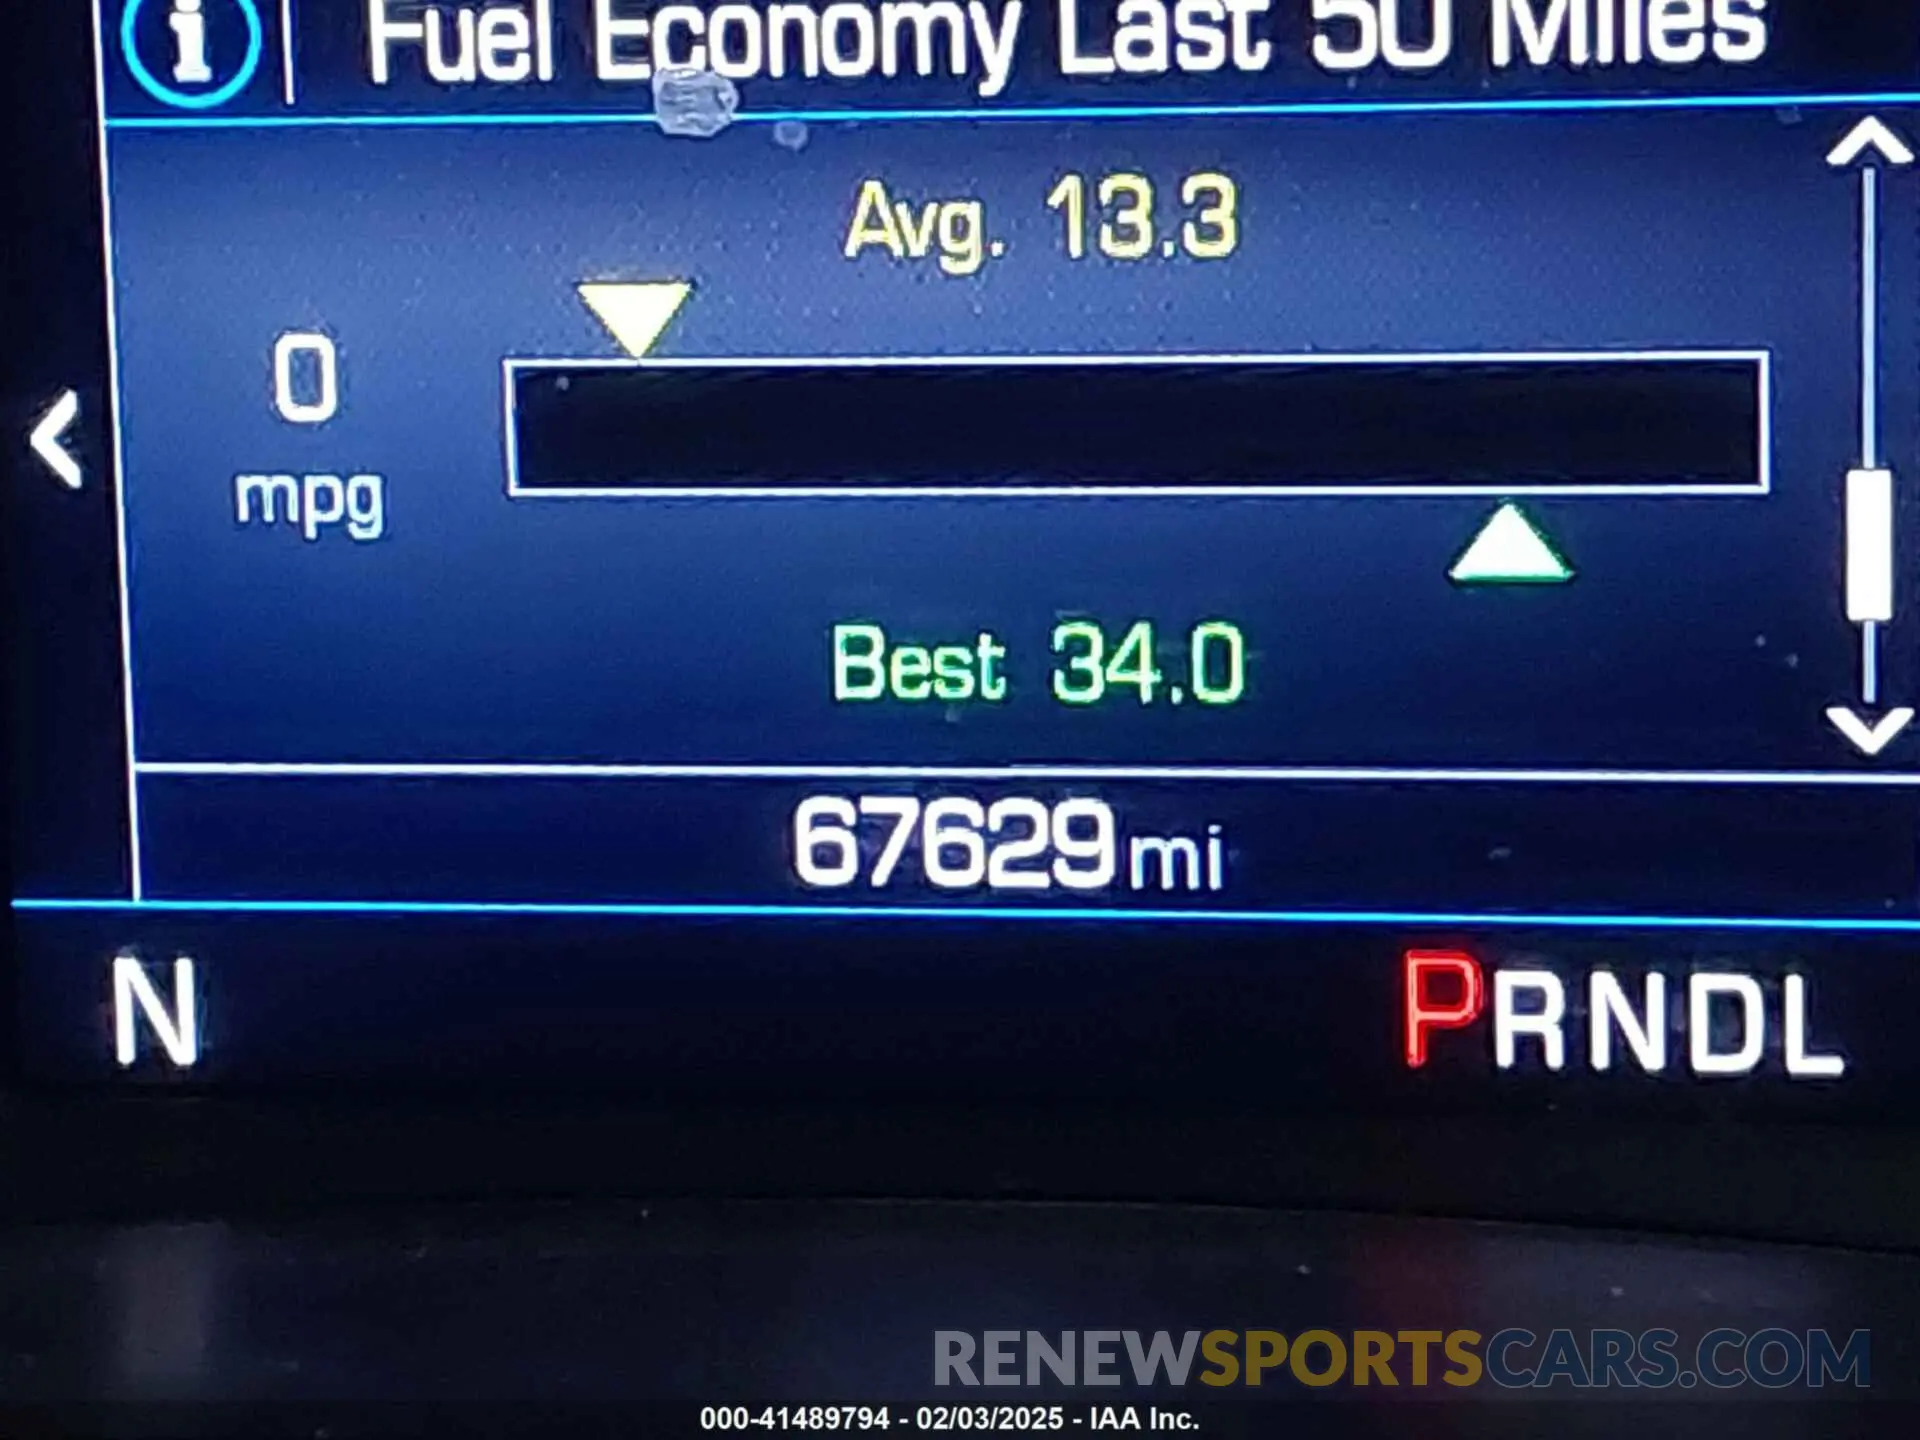 i Fuel Economy Last 50 Miles
Avg. 13.3
0
mpg
Best 34.0
67629 mi
N PRNDL
RENEWSPORTSCARS.COM
000-41489794 - 02/03/2025 - IAA Inc.